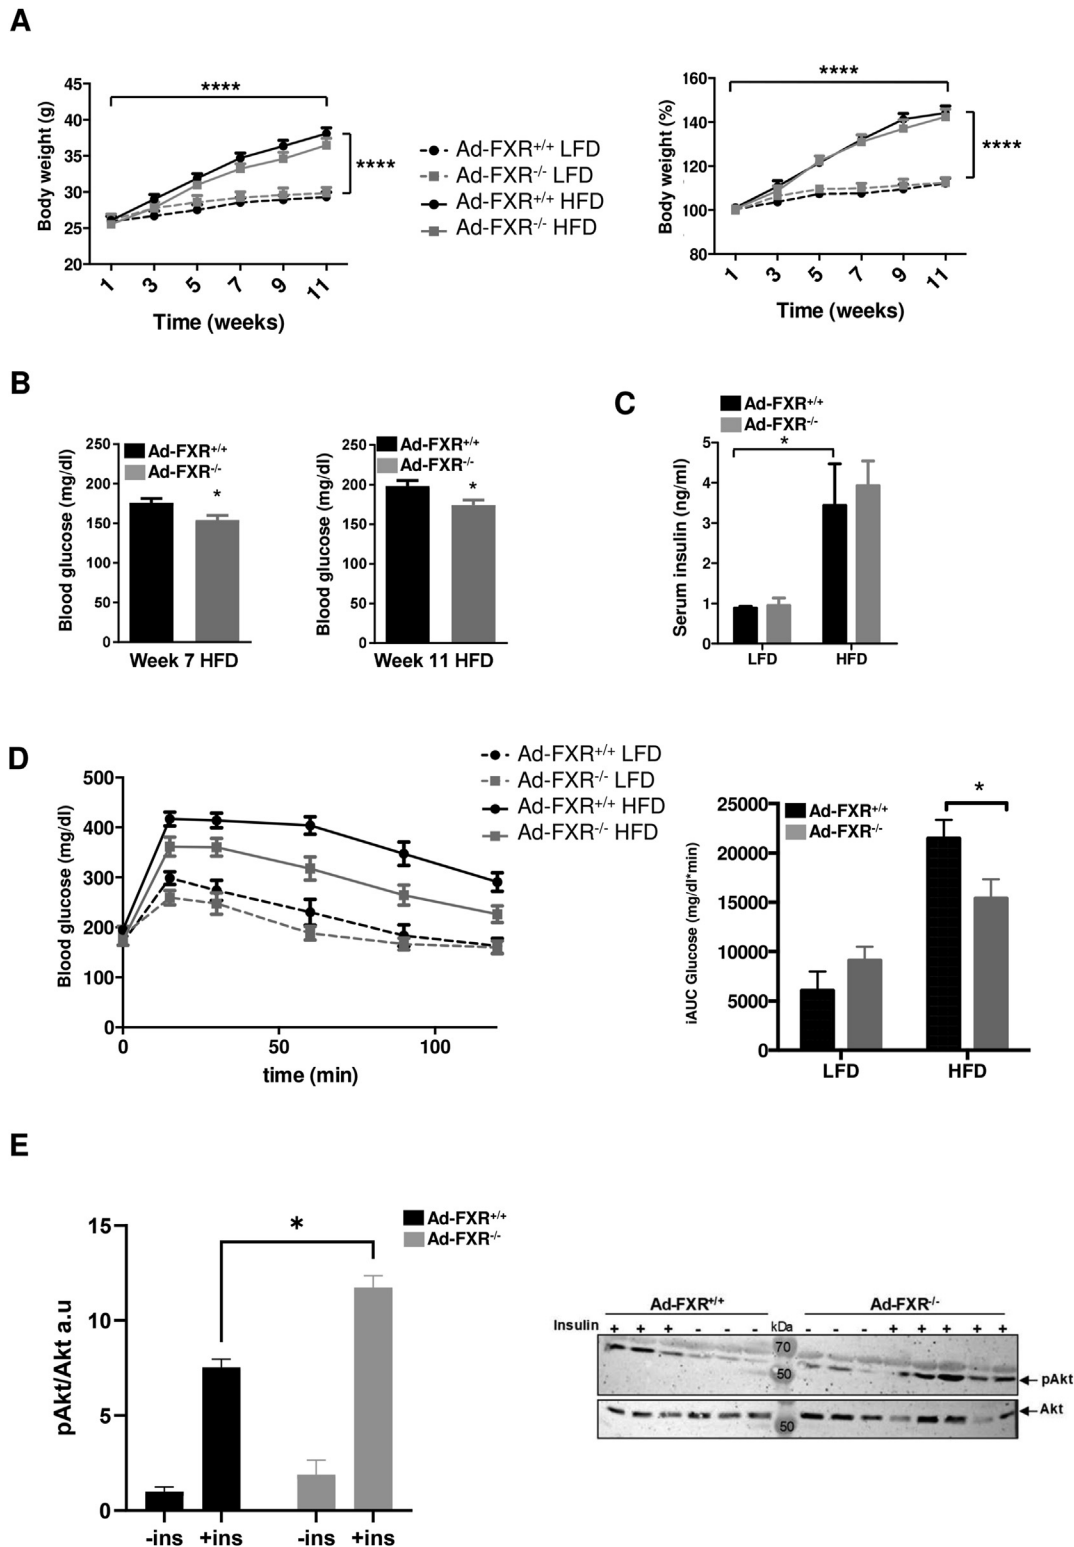 A
45
40
35
30
25
20
Body weight (g)
****
****
1 3 5 7 9 11
Time (weeks)
Ad-FXR+/+ LFD
Ad-FXR-/- LFD
Ad-FXR+/+ HFD
Ad-FXR-/- HFD
160
140
120
100
80
Body weight (%)
****
****
1 3 5 7 9 11
Time (weeks)
B
250
200
150
100
50
0
Blood glucose (mg/dl)
Ad-FXR+/+
Ad-FXR-/-
*
Week 7 HFD
250
200
150
100
50
0
Blood glucose (mg/dl)
Ad-FXR+/+
Ad-FXR-/-
*
Week 11 HFD
C
Ad-FXR+/+
Ad-FXR-/-
5
4
3
2
1
0
Serum insulin (ng/ml)
*
LFD HFD
D
500
400
300
200
100
0
Blood glucose (mg/dl)
0 50 100
time (min)
Ad-FXR+/+ LFD
Ad-FXR-/- LFD
Ad-FXR+/+ HFD
Ad-FXR-/- HFD
25000
20000
15000
10000
5000
0
iAUC Glucose (mg/dl*min)
Ad-FXR+/+
Ad-FXR-/-
*
LFD HFD
E
15
10
5
0
pAkt/Akt a.u
*
Ad-FXR+/+
Ad-FXR-/-
-ins +ins -ins +ins
Ad-FXR+/+ Ad-FXR-/-
Insulin + + + - - - kDa - - - + + + + +
70
50
pAkt
Akt
50